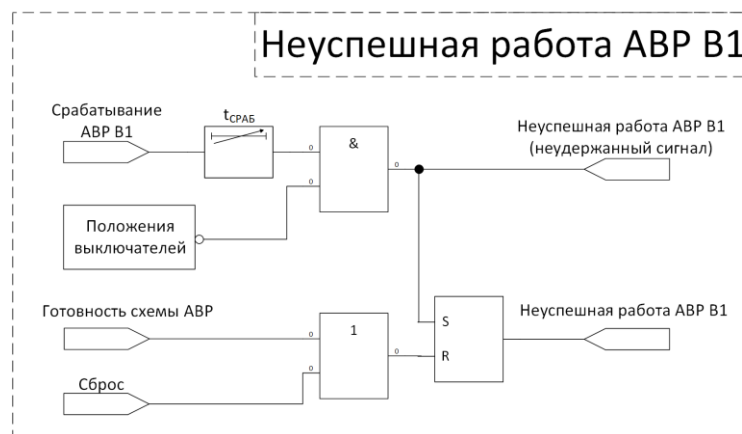 Неуспешная работа АВР В1
Срабатывание
АВР В1
tСРАБ
0
0
&
0
Неуспешная работа АВР В1
(неудержанный сигнал)
Положения
выключателей
Готовность схемы АВР
0
0
1
0
S
R
Неуспешная работа АВР В1
Сброс